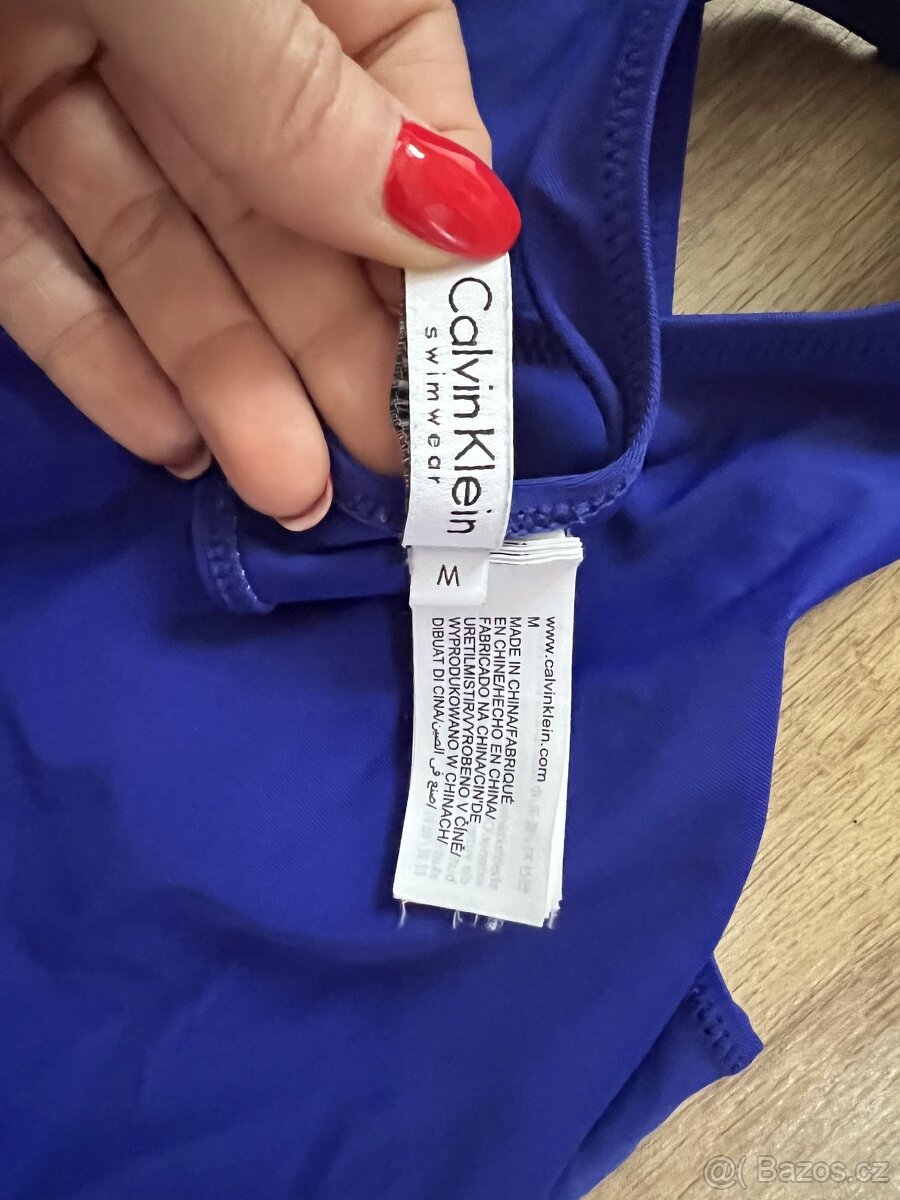 Calvin Klein
swimwear
M
www.calvinklein.com
M
MADE IN CHINA/FABRIQUÉ
EN CHINE/HECHO EN CHINA/
FABRICADO NA CHINA/CIN'DE
URETILMISTIR/VYROBENO V ČÍNĚ/
WYPRODUKOWANO W CHINACH/
DIBUAT DI CINA/صنع في الصين/
@( Bazos.cz